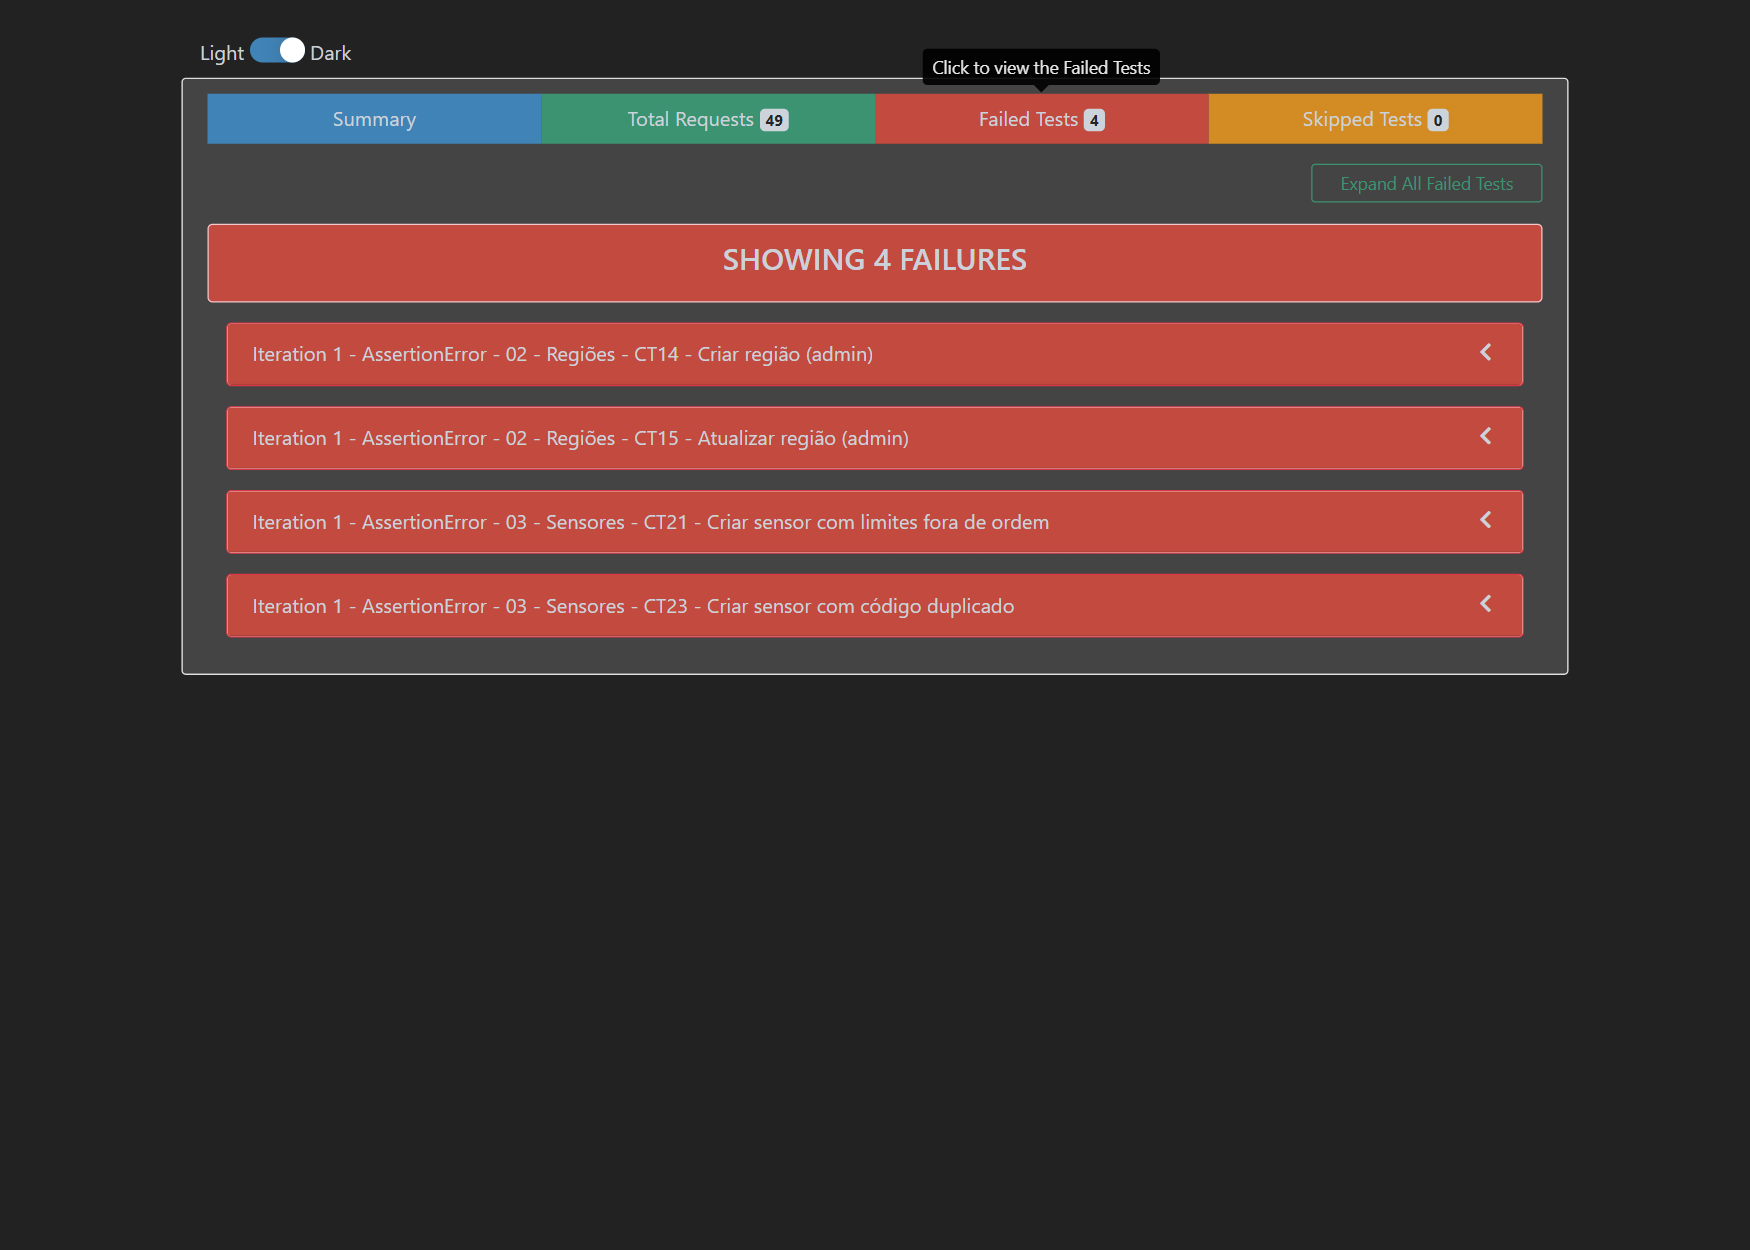 Light Dark
Click to view the Failed Tests
Summary
Total Requests 49
Failed Tests 4
Skipped Tests 0
Expand All Failed Tests
SHOWING 4 FAILURES
Iteration 1 - AssertionError - 02 - Regiões - CT14 - Criar região (admin)
Iteration 1 - AssertionError - 02 - Regiões - CT15 - Atualizar região (admin)
Iteration 1 - AssertionError - 03 - Sensores - CT21 - Criar sensor com limites fora de ordem
Iteration 1 - AssertionError - 03 - Sensores - CT23 - Criar sensor com código duplicado